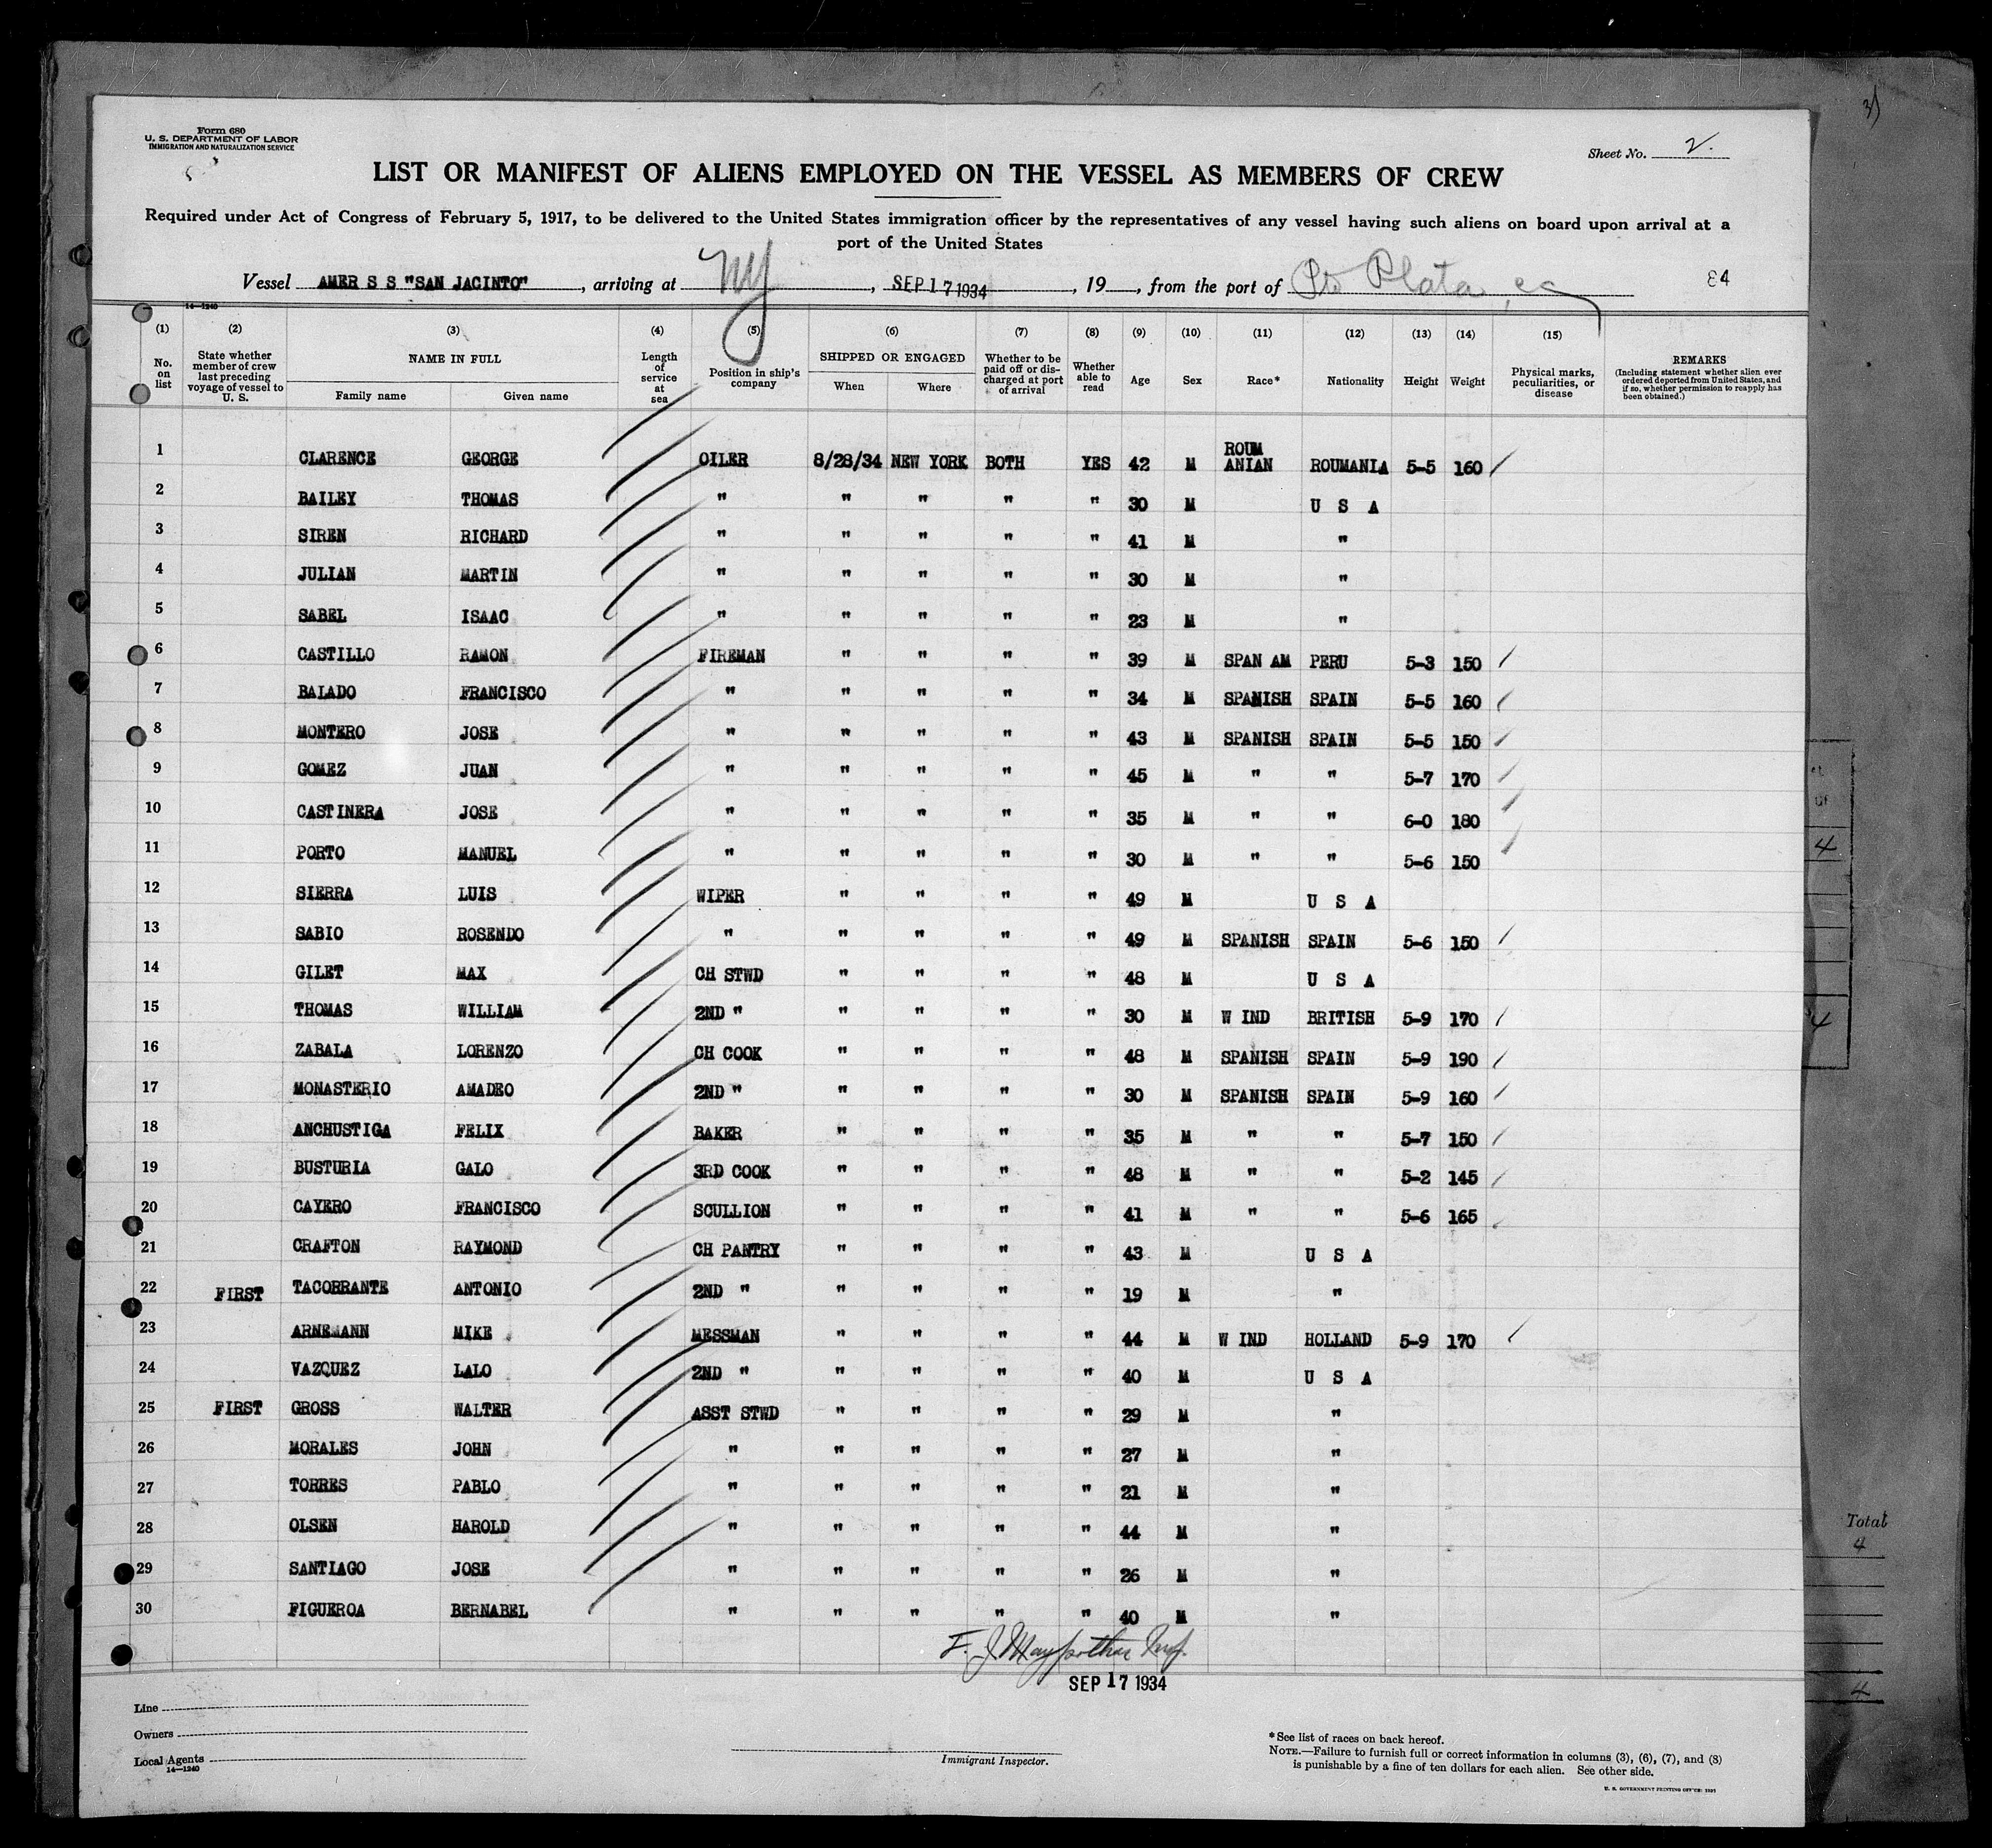 Form 680
U. S. DEPARTMENT OF LABOR
IMMIGRATION AND NATURALIZATION SERVICE
Sheet No. 2.
LIST OR MANIFEST OF ALIENS EMPLOYED ON THE VESSEL AS MEMBERS OF CREW
Required under Act of Congress of February 5, 1917, to be delivered to the United States immigration officer by the representatives of any vessel having such aliens on board upon arrival at a
port of the United States
Vessel AMER S S "SAN JACINTO", arriving at NY, SEP 17 1934, 19, from the port of Pto Plata,
84
14—1240
(1) (2) (3) (4) (5) (6) (7) (8) (9) (10) (11) (12) (13) (14) (15)
No. on list
State whether member of crew last preceding voyage of vessel to U. S.
NAME IN FULL
Family name
Given name
Length of service at sea
Position in ship's company
SHIPPED OR ENGAGED
When
Where
Whether to be paid off or discharged at port of arrival
Whether able to read
Age
Sex
Race*
Nationality
Height
Weight
Physical marks, peculiarities, or disease
REMARKS
(Including statement whether alien ever ordered deported from United States, and if so, whether permission to reapply has been obtained.)
1 CLARENCE GEORGE OILER 8/28/34 NEW YORK BOTH YES 42 M ROUMANIAN ROUMANIA 5-5 160
2 BAILEY THOMAS " " " " " 30 M U S A
3 SIREN RICHARD " " " " " 41 M "
4 JULIAN MARTIN " " " " " 30 M "
5 SABEL ISAAC " " " " " 23 M "
6 CASTILLO RAMON FIREMAN " " " " 39 M SPAN AM PERU 5-3 150
7 BALADO FRANCISCO " " " " " 34 M SPANISH SPAIN 5-5 160
8 MONTERO JOSE " " " " " 43 M SPANISH SPAIN 5-5 150
9 GOMEZ JUAN " " " " " 45 M " " 5-7 170
10 CASTINERA JOSE " " " " " 35 M " " 6-0 180
11 PORTO MANUEL " " " " " 30 M " " 5-6 150
12 SIERRA LUIS WIPER " " " " 49 M U S A
13 SABIO ROSENDO " " " " " 49 M SPANISH SPAIN 5-6 150
14 GILET MAX CH STWD " " " " 48 M U S A
15 THOMAS WILLIAM 2ND " " " " " 30 M W IND BRITISH 5-9 170
16 ZABALA LORENZO CH COOK " " " " 48 M SPANISH SPAIN 5-9 190
17 MONASTERIO AMADEO 2ND " " " " " 30 M SPANISH SPAIN 5-9 160
18 ANCHUSTIGA FELIX BAKER " " " " 35 M " " 5-7 150
19 BUSTURIA GALO 3RD COOK " " " " 48 M " " 5-2 145
20 CAYERO FRANCISCO SCULLION " " " " 41 M " " 5-6 165
21 CRAFTON RAYMOND CH PANTRY " " " " 43 M U S A
22 FIRST TACORRANTE ANTONIO 2ND " " " " " 19 M "
23 ARNEMANN MIKE MESSMAN " " " " 44 M W IND HOLLAND 5-9 170
24 VAZQUEZ LALO 2ND " " " " " 40 M U S A
25 FIRST GROSS WALTER ASST STWD " " " " 29 M "
26 MORALES JOHN " " " " " 27 M "
27 TORRES PABLO " " " " " 21 M "
28 OLSEN HAROLD " " " " " 44 M "
29 SANTIAGO JOSE " " " " " 26 M "
30 FIGUEROA BERNABEL " " " " " 40 M "
F. J.
SEP 17 1934
Line
Owners
Local Agents
14—1240
Immigrant Inspector.
*See list of races on back hereof.
NOTE.—Failure to furnish full or correct information in columns (3), (6), (7), and (8)
is punishable by a fine of ten dollars for each alien. See other side.
4
4
Total
4
4